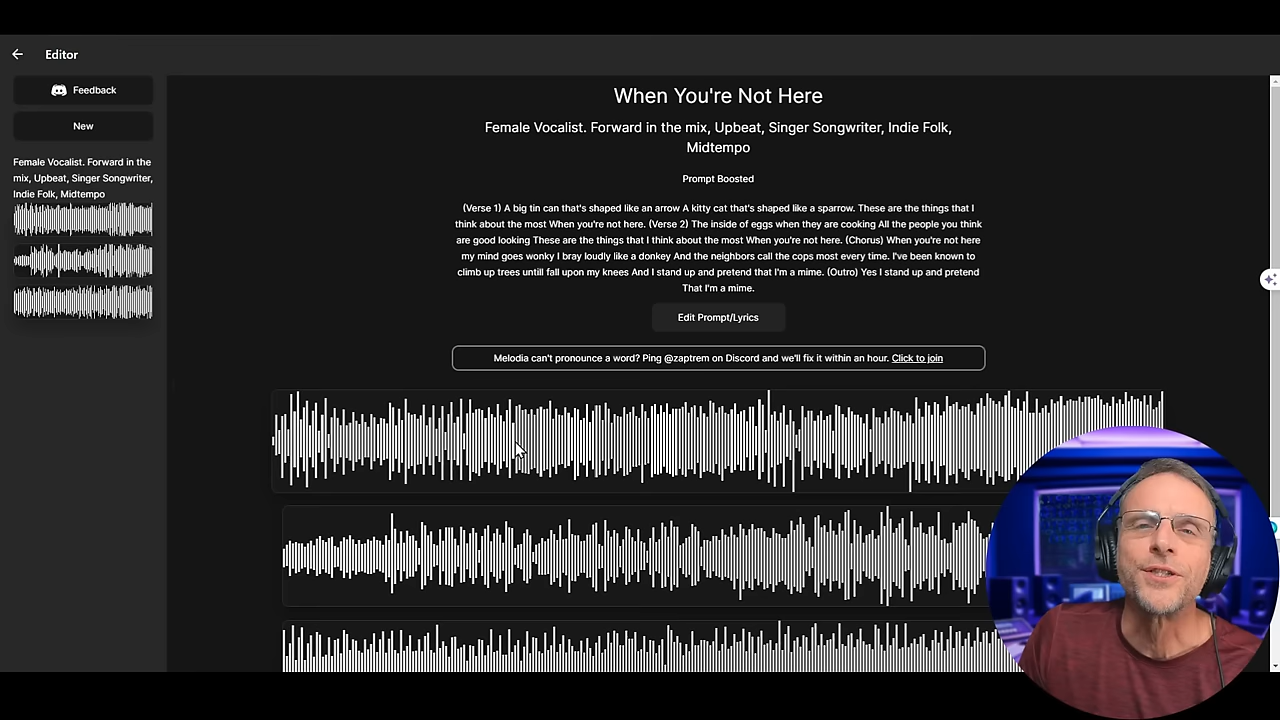 Editor
Feedback
New
Female Vocalist. Forward in the
mix, Upbeat, Singer Songwriter,
Indie Folk, Midtempo
When You're Not Here
Female Vocalist. Forward in the mix, Upbeat, Singer Songwriter, Indie Folk,
Midtempo
Prompt Boosted
(Verse 1) A big tin can that's shaped like an arrow A kitty cat that's shaped like a sparrow. These are the things that I
think about the most When you're not here. (Verse 2) The inside of eggs when they are cooking All the people you think
are good looking These are the things that I think about the most When you're not here. (Chorus) When you're not here
my mind goes wonky I bray loudly like a donkey And the neighbors call the cops most every time. I've been known to
climb up trees untill fall upon my knees And I stand up and pretend that I'm a mime. (Outro) Yes I stand up and pretend
That I'm a mime.
Edit Prompt/Lyrics
Melodia can't pronounce a word? Ping @zaptrem on Discord and we'll fix it within an hour. Click to join